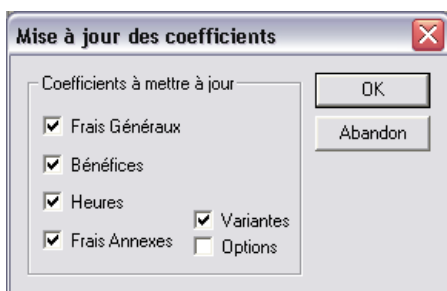 Mise à jour des coefficients
Coefficients à mettre à jour
OK
Abandon
Frais Généraux
Bénéfices
Heures
Frais Annexes
Variantes
Options